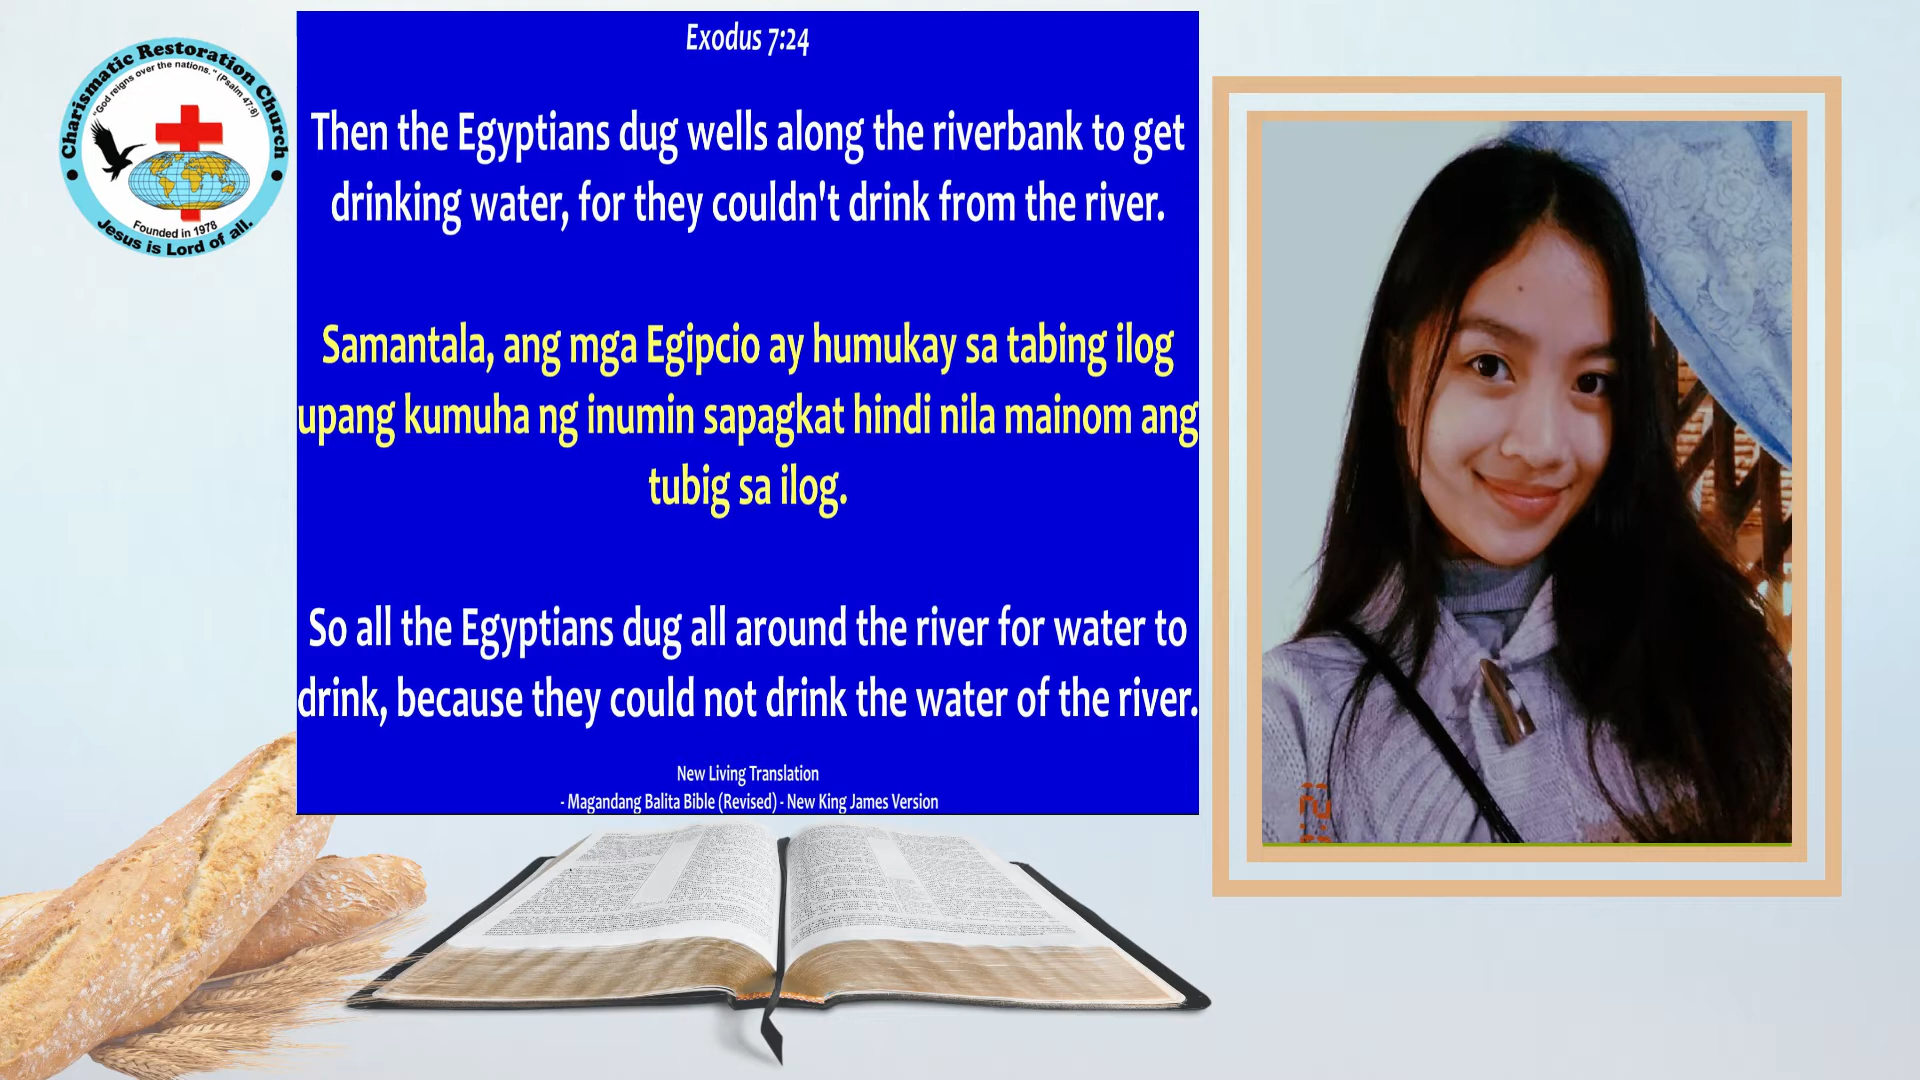 Charismatic Restoration Church
"God reigns over the nations." (Psalm 47:8)
Founded in 1978
Jesus is Lord of all.
Exodus 7:24
Then the Egyptians dug wells along the riverbank to get
drinking water, for they couldn't drink from the river.
Samantala, ang mga Egipcio ay humukay sa tabing ilog
upang kumuha ng inumin sapagkat hindi nila mainom ang
tubig sa ilog.
So all the Egyptians dug all around the river for water to
drink, because they could not drink the water of the river.
New Living Translation
- Magandang Balita Bible (Revised) - New King James Version